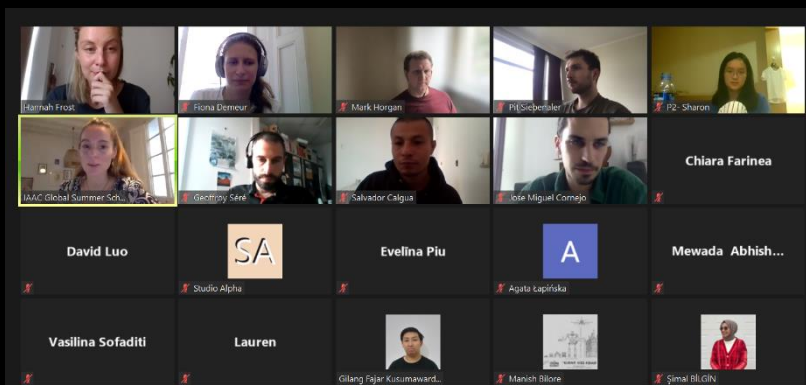 Hannah Frost
Fiona Demeur
Mark Horgan
Pit Siebenaler
P2- Sharon
IAAC Global Summer Sch...
Geoffroy Séré
Salvador Calgua
Jose Miguel Cornejo
Chiara Farinea
David Luo
SA
Studio Alpha
Evelīna Piu
A
Agata Łapińska
Mewada Abhish...
Vasilina Sofaditi
Lauren
Gilang Fajar Kusumaward...
Manish Bilore
Şimal BİLGİN